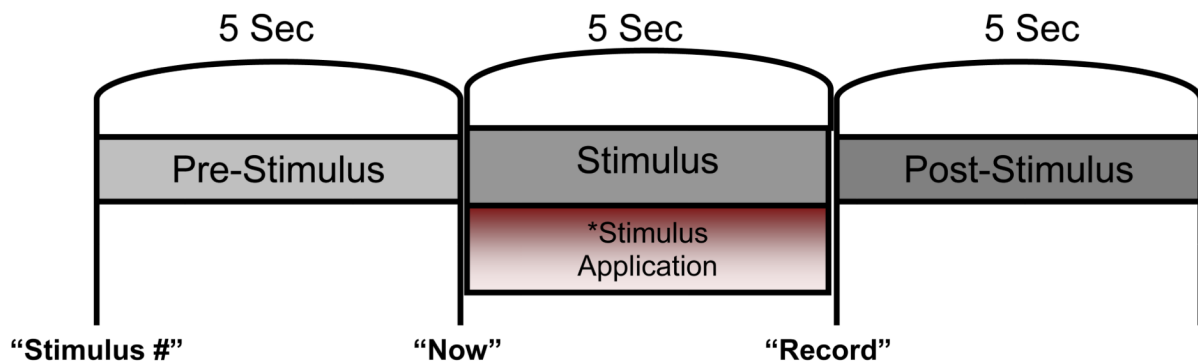 5 Sec
5 Sec
5 Sec
Pre-Stimulus
Stimulus
Post-Stimulus
*Stimulus
Application
“Stimulus #”
“Now”
“Record”